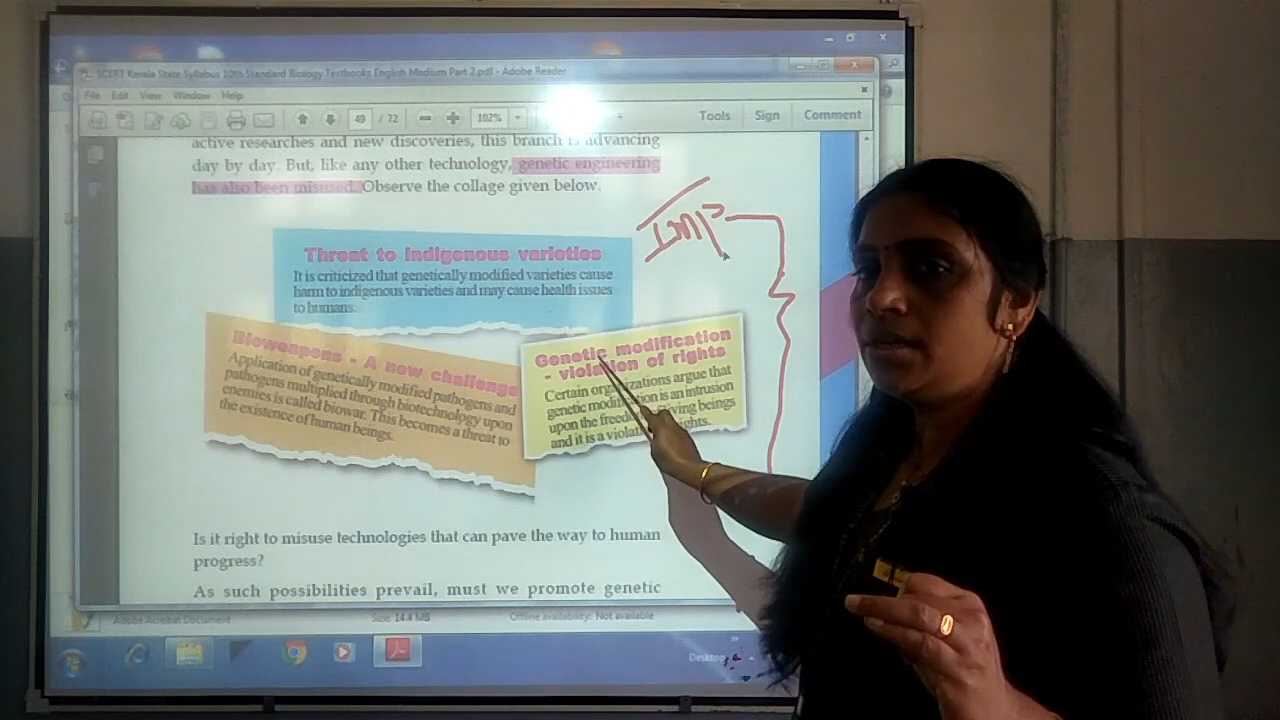 SCERT Kerala State Syllabus 10th Standard Biology Textbooks English Medium Part 2.pdf - Adobe Reader
File Edit View Window Help
49 / 72 102% Tools Sign Comment
active researches and new discoveries, this branch is advancing
day by day. But, like any other technology, genetic engineering
has also been misused. Observe the collage given below.
IMP
Threat to indigenous varieties
It is criticized that genetically modified varieties cause
harm to indigenous varieties and may cause health issues
to humans.
Bioweapons - A new challenge
Application of genetically modified pathogens and
pathogens multiplied through biotechnology upon
enemies is called biowar. This becomes a threat to
the existence of human beings.
Genetic modification
- violation of rights
Certain organizations argue that
genetic modification is an intrusion
upon the freedom living beings
and it is a violation rights.
Is it right to misuse technologies that can pave the way to human
progress?
As such possibilities prevail, must we promote genetic
Adobe Acrobat Document Size: 14.4 MB Offline availability: Not available
Desktop